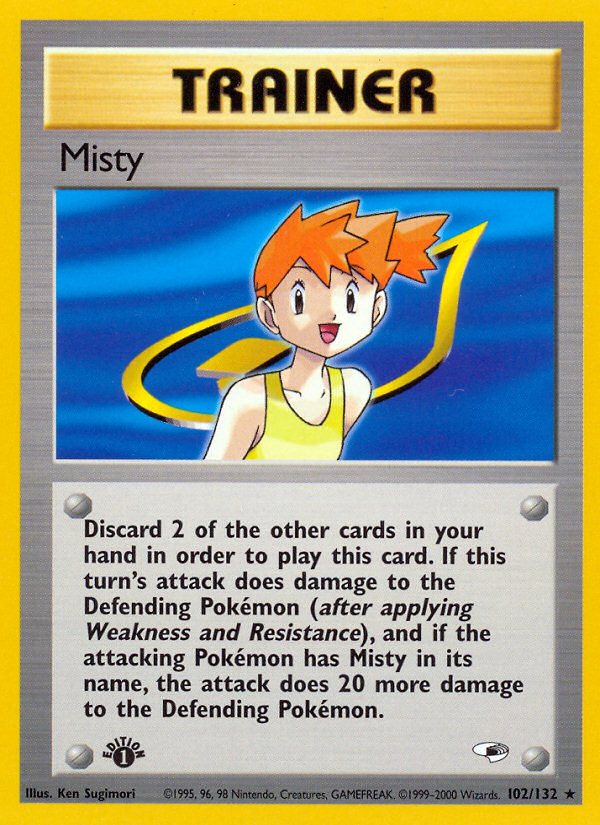 TRAINER
Misty
Discard 2 of the other cards in your
hand in order to play this card. If this
turn's attack does damage to the
Defending Pokémon (after applying
Weakness and Resistance), and if the
attacking Pokémon has Misty in its
name, the attack does 20 more damage
to the Defending Pokémon.
EDITION
1
Illus. Ken Sugimori ©1995, 96, 98 Nintendo, Creatures, GAMEFREAK. ©1999-2000 Wizards. 102/132 ★